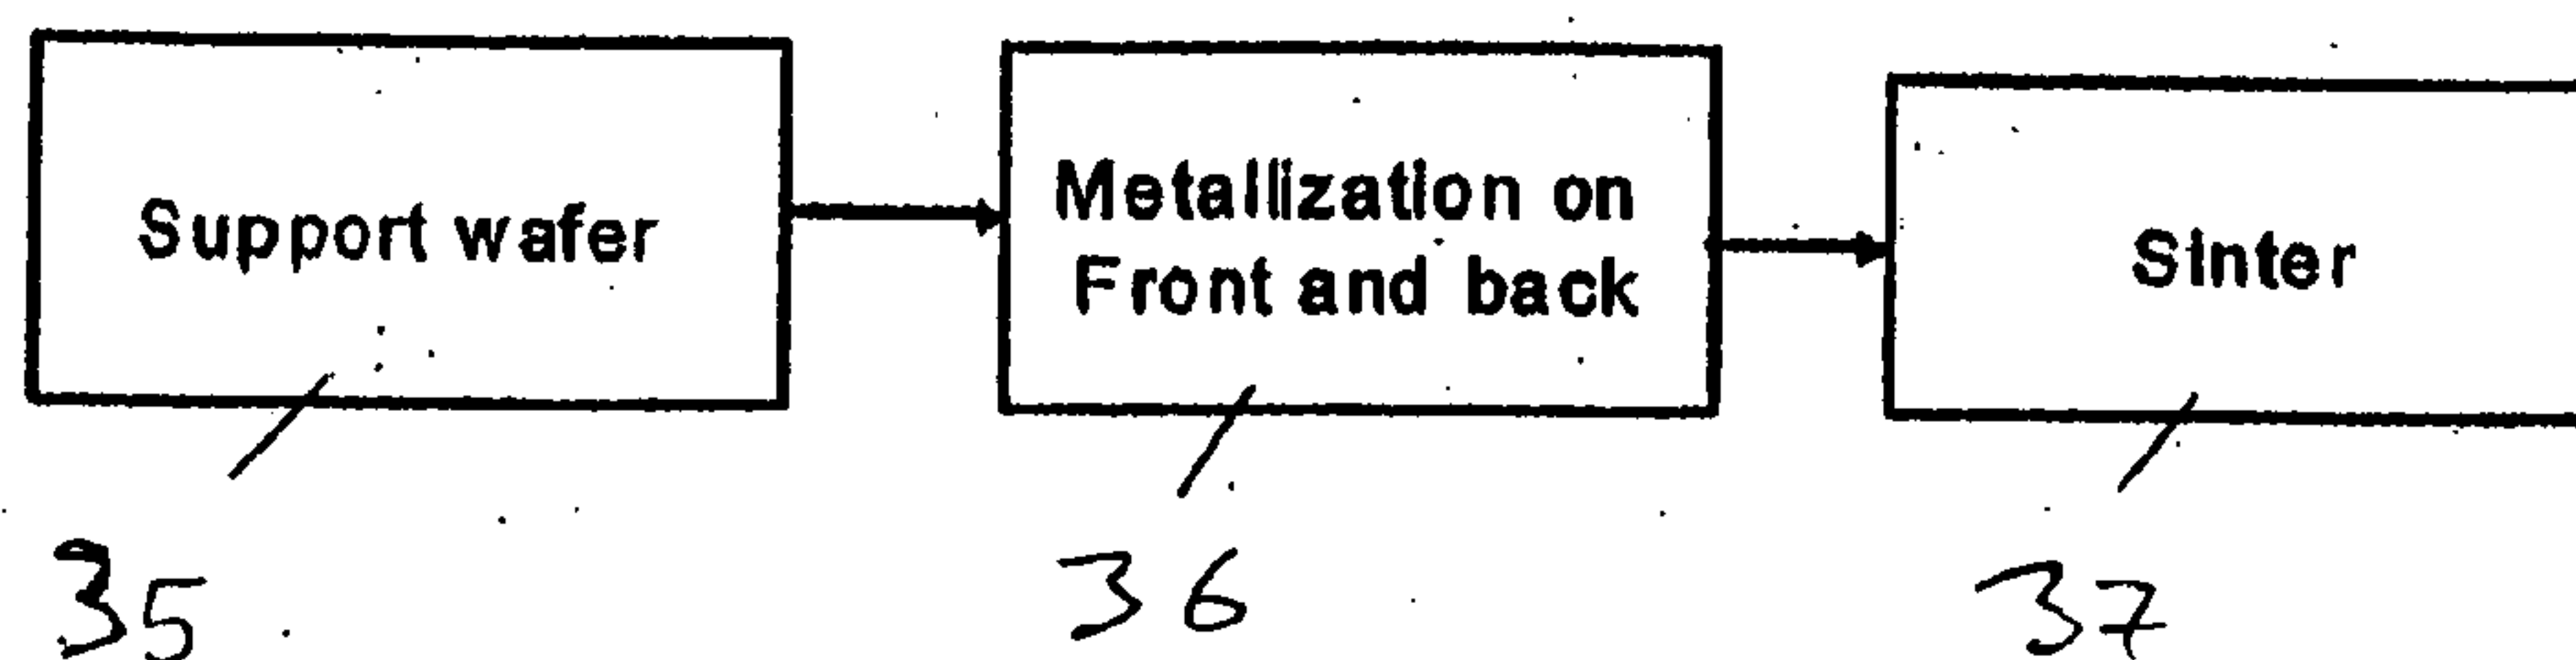 Support wafer
Metallization on
Front and back
Sinter
35
36
37